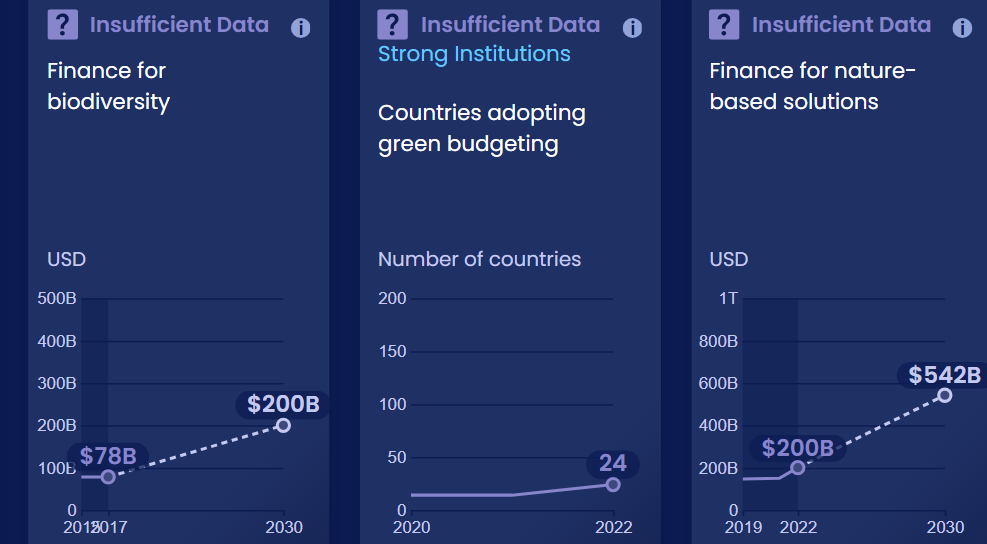 ? Insufficient Data i
Finance for
biodiversity
USD
500B
400B
300B
200B
100B
0
$78B
$200B
2017
2030
? Insufficient Data i
Strong Institutions
Countries adopting
green budgeting
Number of countries
200
150
100
50
0
24
2020
2022
? Insufficient Data i
Finance for nature-
based solutions
USD
1T
800B
600B
400B
200B
0
$200B
$542B
2019
2022
2030